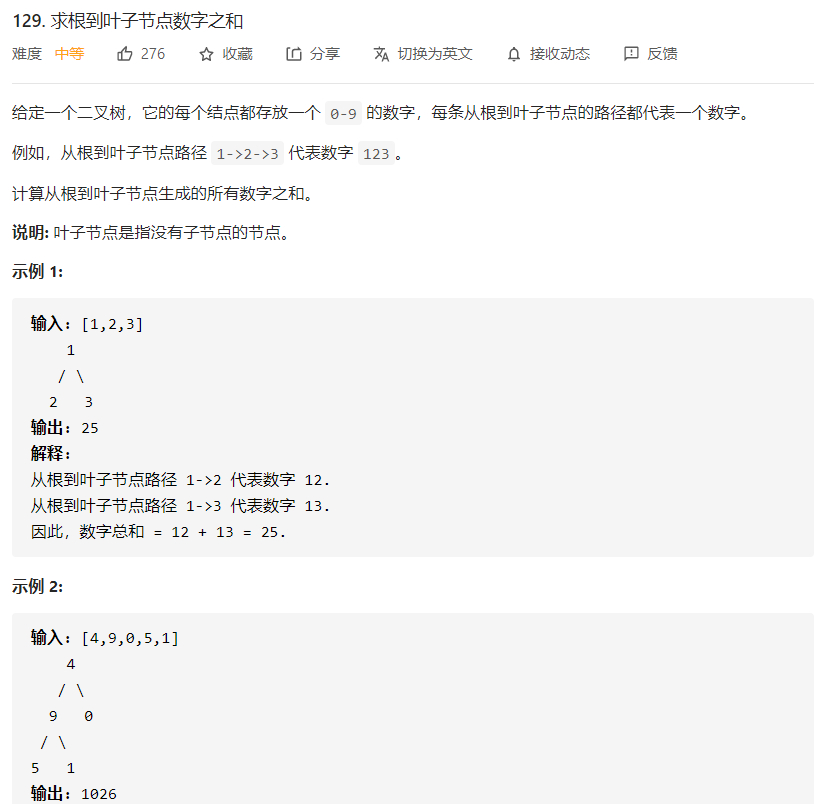 129. 求根到叶子节点数字之和
难度 中等 276 收藏 分享 切换为英文 接收动态 反馈
给定一个二叉树，它的每个结点都存放一个 0-9 的数字，每条从根到叶子节点的路径都代表一个数字。
例如，从根到叶子节点路径 1->2->3 代表数字 123。
计算从根到叶子节点生成的所有数字之和。
说明: 叶子节点是指没有子节点的节点。
示例 1:
输入: [1,2,3]
    1
   / \
  2   3
输出: 25
解释:
从根到叶子节点路径 1->2 代表数字 12.
从根到叶子节点路径 1->3 代表数字 13.
因此，数字总和 = 12 + 13 = 25.
示例 2:
输入: [4,9,0,5,1]
    4
   / \
  9   0
 / \
5   1
输出: 1026